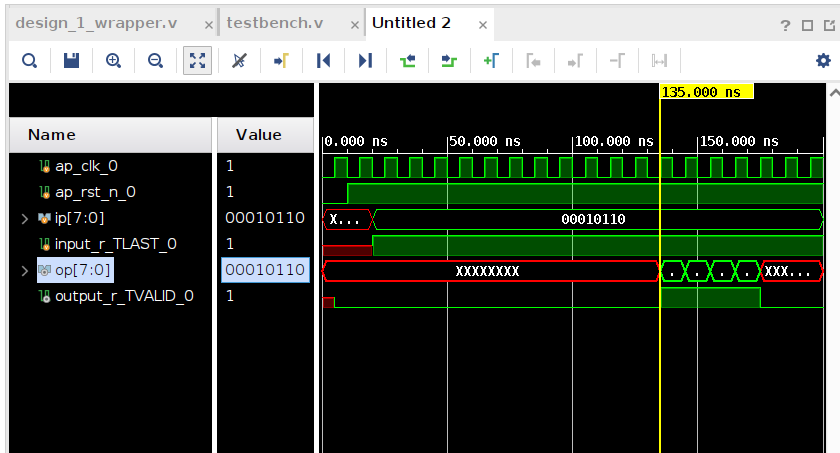 design_1_wrapper.v × testbench.v × Untitled 2 ×
135.000 ns
Name Value
0.000 ns 50.000 ns 100.000 ns 150.000 ns
ap_clk_0 1
ap_rst_n_0 1
ip[7:0] 00010110 X... 00010110
input_r_TLAST_0 1
op[7:0] 00010110 XXXXXXXX . . . . XXX...
output_r_TVALID_0 1